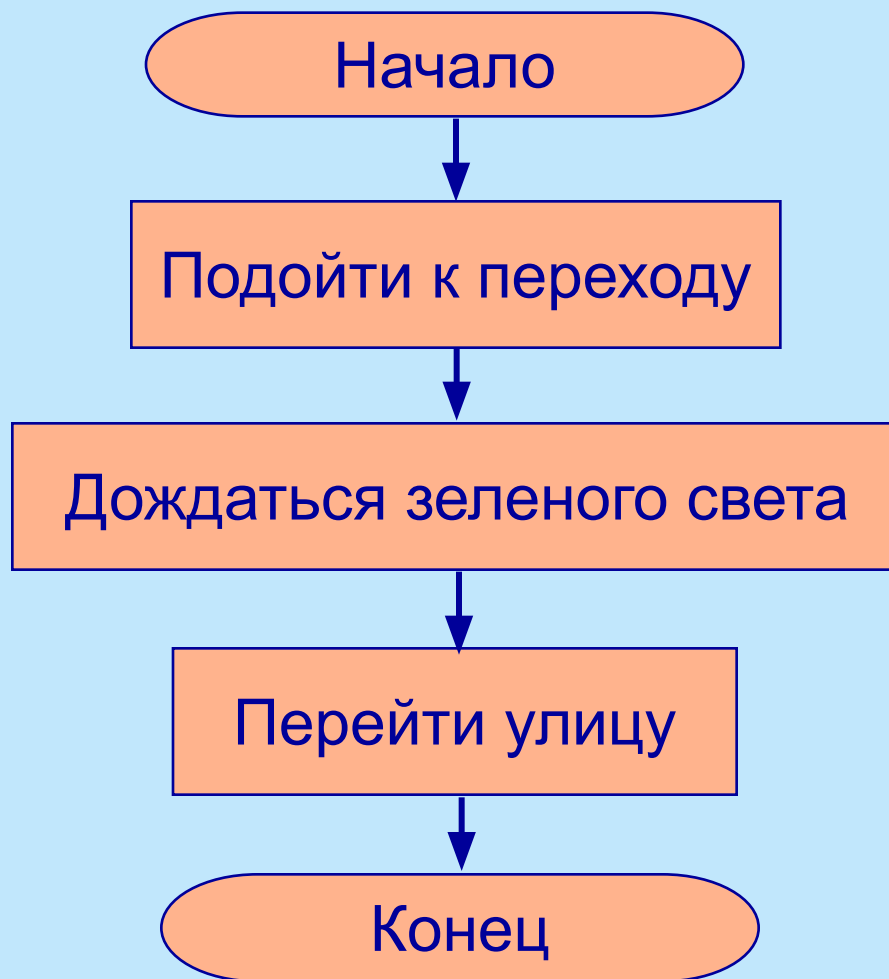 Начало
Подойти к переходу
Дождаться зеленого света
Перейти улицу
Конец